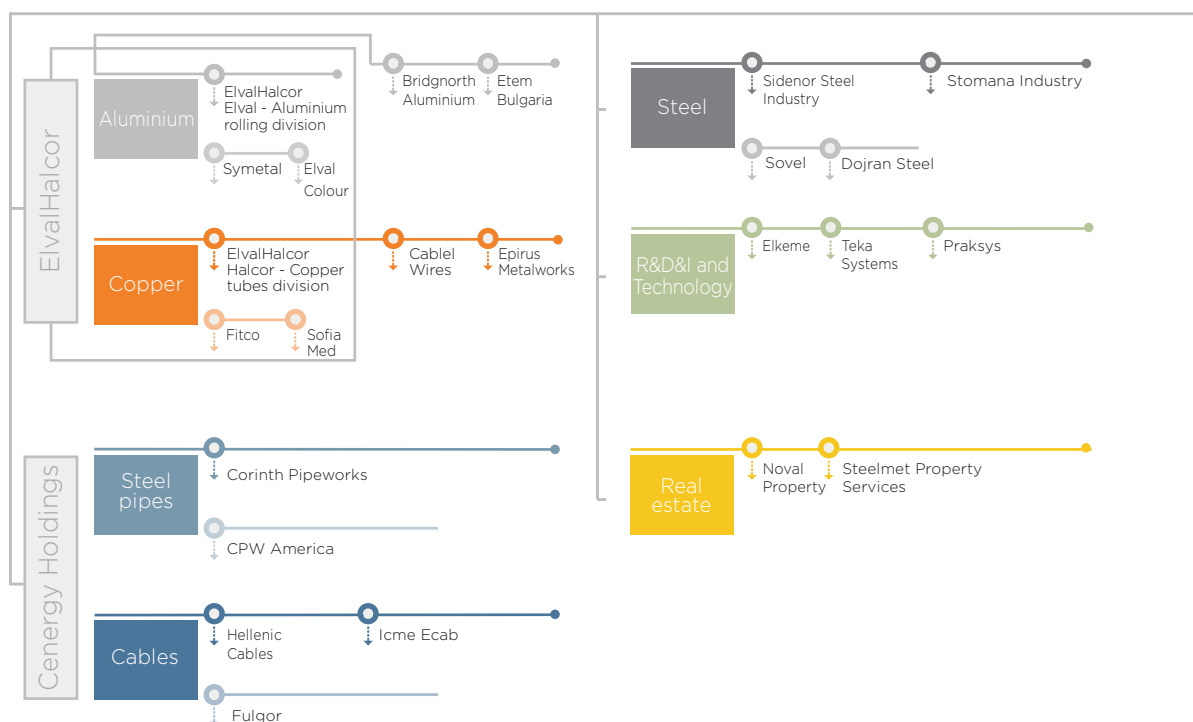 ElvalHalcor
Aluminium
ElvalHalcor
Elval - Aluminium
rolling division
Bridgnorth
Aluminium
Etem
Bulgaria
Symetal
Elval
Colour
Copper
ElvalHalcor
Halcor - Copper
tubes division
Cablel
Wires
Epirus
Metalworks
Fitco
Sofia
Med
Cenergy Holdings
Steel
pipes
Corinth Pipeworks
CPW America
Cables
Hellenic
Cables
Icme Ecab
Fulgor
Steel
Sidenor Steel
Industry
Stomana Industry
Sovel
Dojran Steel
R&D&I and
Technology
Elkeme
Teka
Systems
Praksys
Real
estate
Noval
Property
Steelmet Property
Services